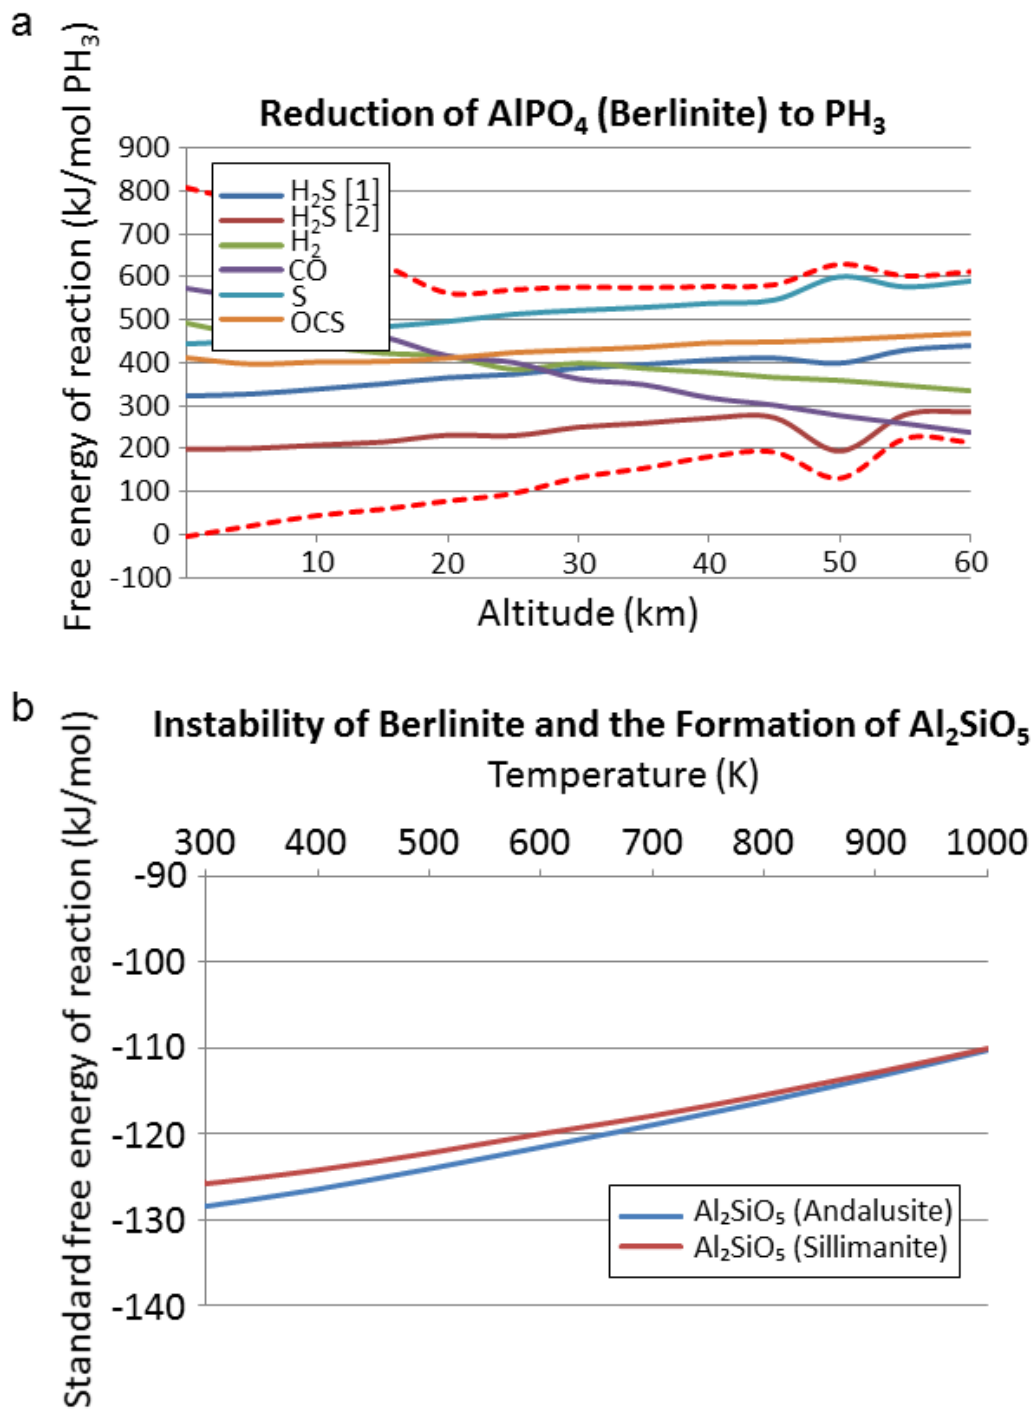 a
Free energy of reaction (kJ/mol PH₃)
Reduction of AlPO₄ (Berlinite) to PH₃
900
800
700
600
500
400
300
200
100
0
-100
H₂S [1]
H₂S [2]
H₂
CO
S
OCS
10 20 30 40 50 60
Altitude (km)
b
Standard free energy of reaction (kJ/mol)
Instability of Berlinite and the Formation of Al₂SiO₅
Temperature (K)
300 400 500 600 700 800 900 1000
-90
-100
-110
-120
-130
-140
Al₂SiO₅ (Andalusite)
Al₂SiO₅ (Sillimanite)